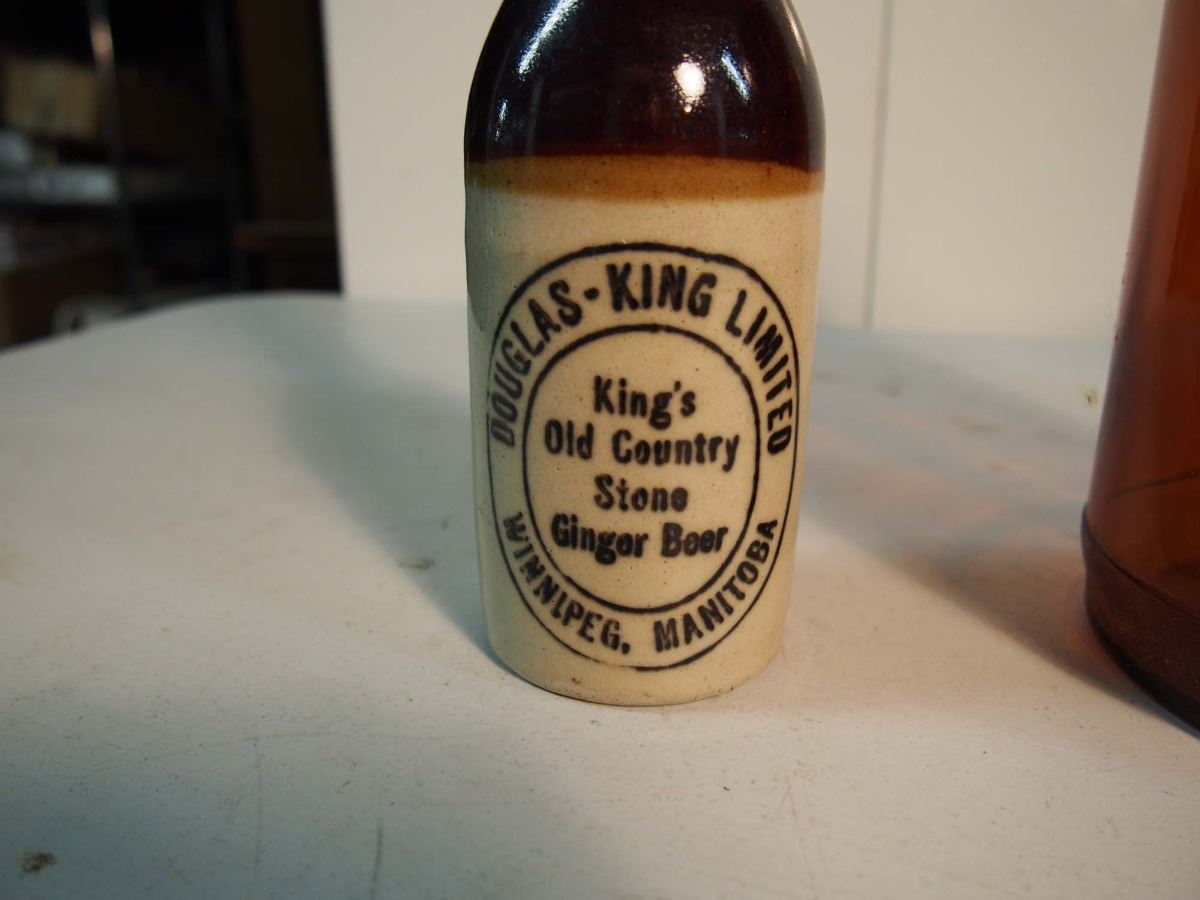 DOUGLAS-KING LIMITED
King's
Old Country
Stone
Ginger Beer
WINNIPEG, MANITOBA